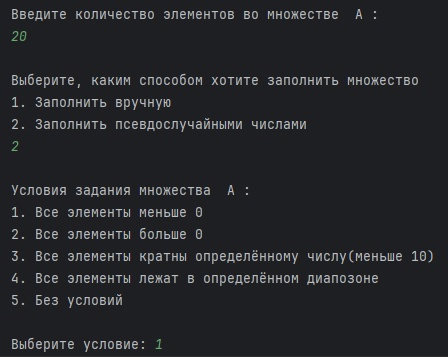 Введите количество элементов во множестве  A :
20
Выберите, каким способом хотите заполнить множество
1. Заполнить вручную
2. Заполнить псевдослучайными числами
2
Условия задания множества  A :
1. Все элементы меньше 0
2. Все элементы больше 0
3. Все элементы кратны определённому числу(меньше 10)
4. Все элементы лежат в определённом диапозоне
5. Без условий
Выберите условие: 1